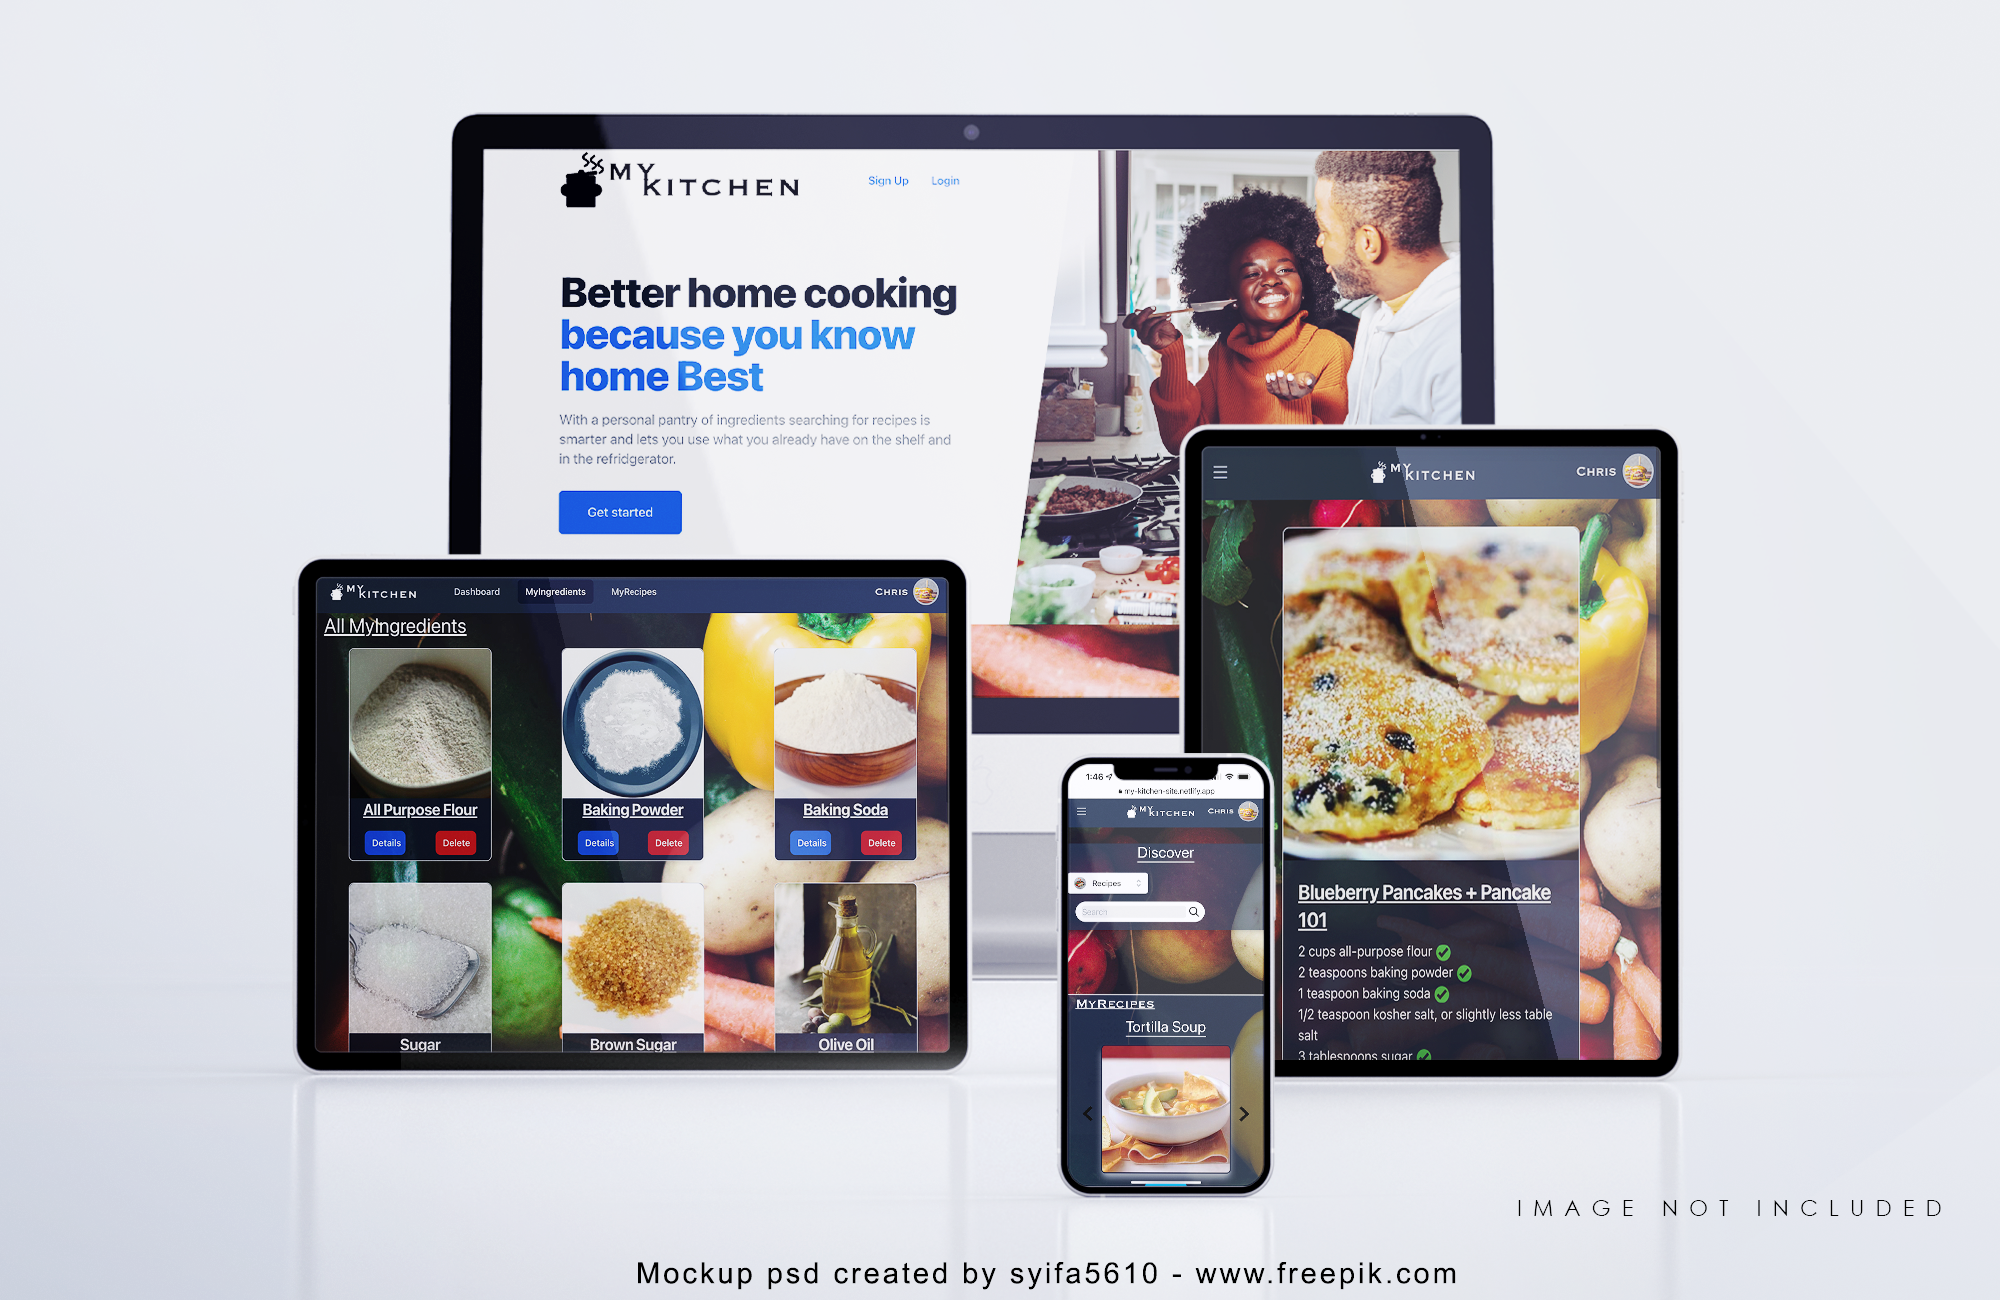 MY
KITCHEN
Sign Up Login
Better home cooking
because you know
home Best
With a personal pantry of ingredients searching for recipes is
smarter and lets you use what you already have on the shelf and
in the refridgerator.
Get started
MY
KITCHEN
Dashboard MyIngredients MyRecipes
CHRIS
All MyIngredients
All Purpose Flour
Details Delete
Baking Powder
Details Delete
Baking Soda
Details Delete
Sugar
Brown Sugar
Olive Oil
MY
KITCHEN
CHRIS
Blueberry Pancakes + Pancake
101
2 cups all-purpose flour
2 teaspoons baking powder
1 teaspoon baking soda
1/2 teaspoon kosher salt, or slightly less table
salt
3 tablespoons sugar
1:46
my-kitchen-site.netlify.app
MY
KITCHEN
CHRIS
Discover
Recipes
Search
MYRECIPES
Tortilla Soup
IMAGE NOT INCLUDED
Mockup psd created by syifa5610 - www.freepik.com